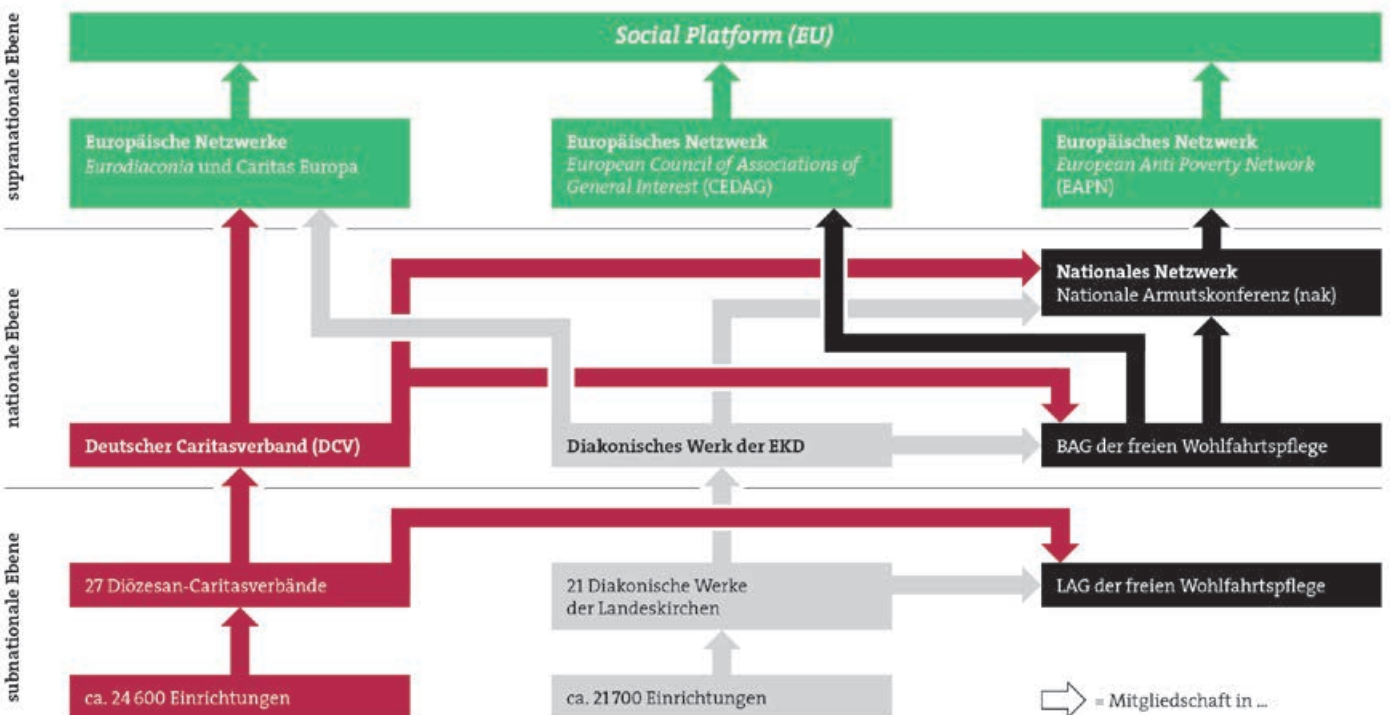 supranationale Ebene
Social Platform (EU)
Europäische Netzwerke
Eurodiaconia und Caritas Europa
Europäisches Netzwerk
European Council of Associations of
General Interest (CEDAG)
Europäisches Netzwerk
European Anti Poverty Network
(EAPN)
nationale Ebene
Nationales Netzwerk
Nationale Armutskonferenz (nak)
Deutscher Caritasverband (DCV)
Diakonisches Werk der EKD
BAG der freien Wohlfahrtspflege
subnationale Ebene
27 Diözesan-Caritasverbände
21 Diakonische Werke
der Landeskirchen
LAG der freien Wohlfahrtspflege
ca. 24 600 Einrichtungen
ca. 21700 Einrichtungen
= Mitgliedschaft in ...